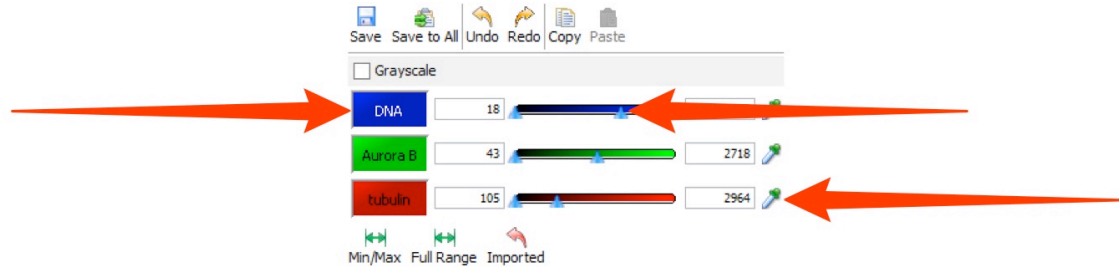 Save Save to All Undo Redo Copy Paste
Grayscale
DNA 18
Aurora B 43 2718
tubulin 105 2964
Min/Max Full Range Imported